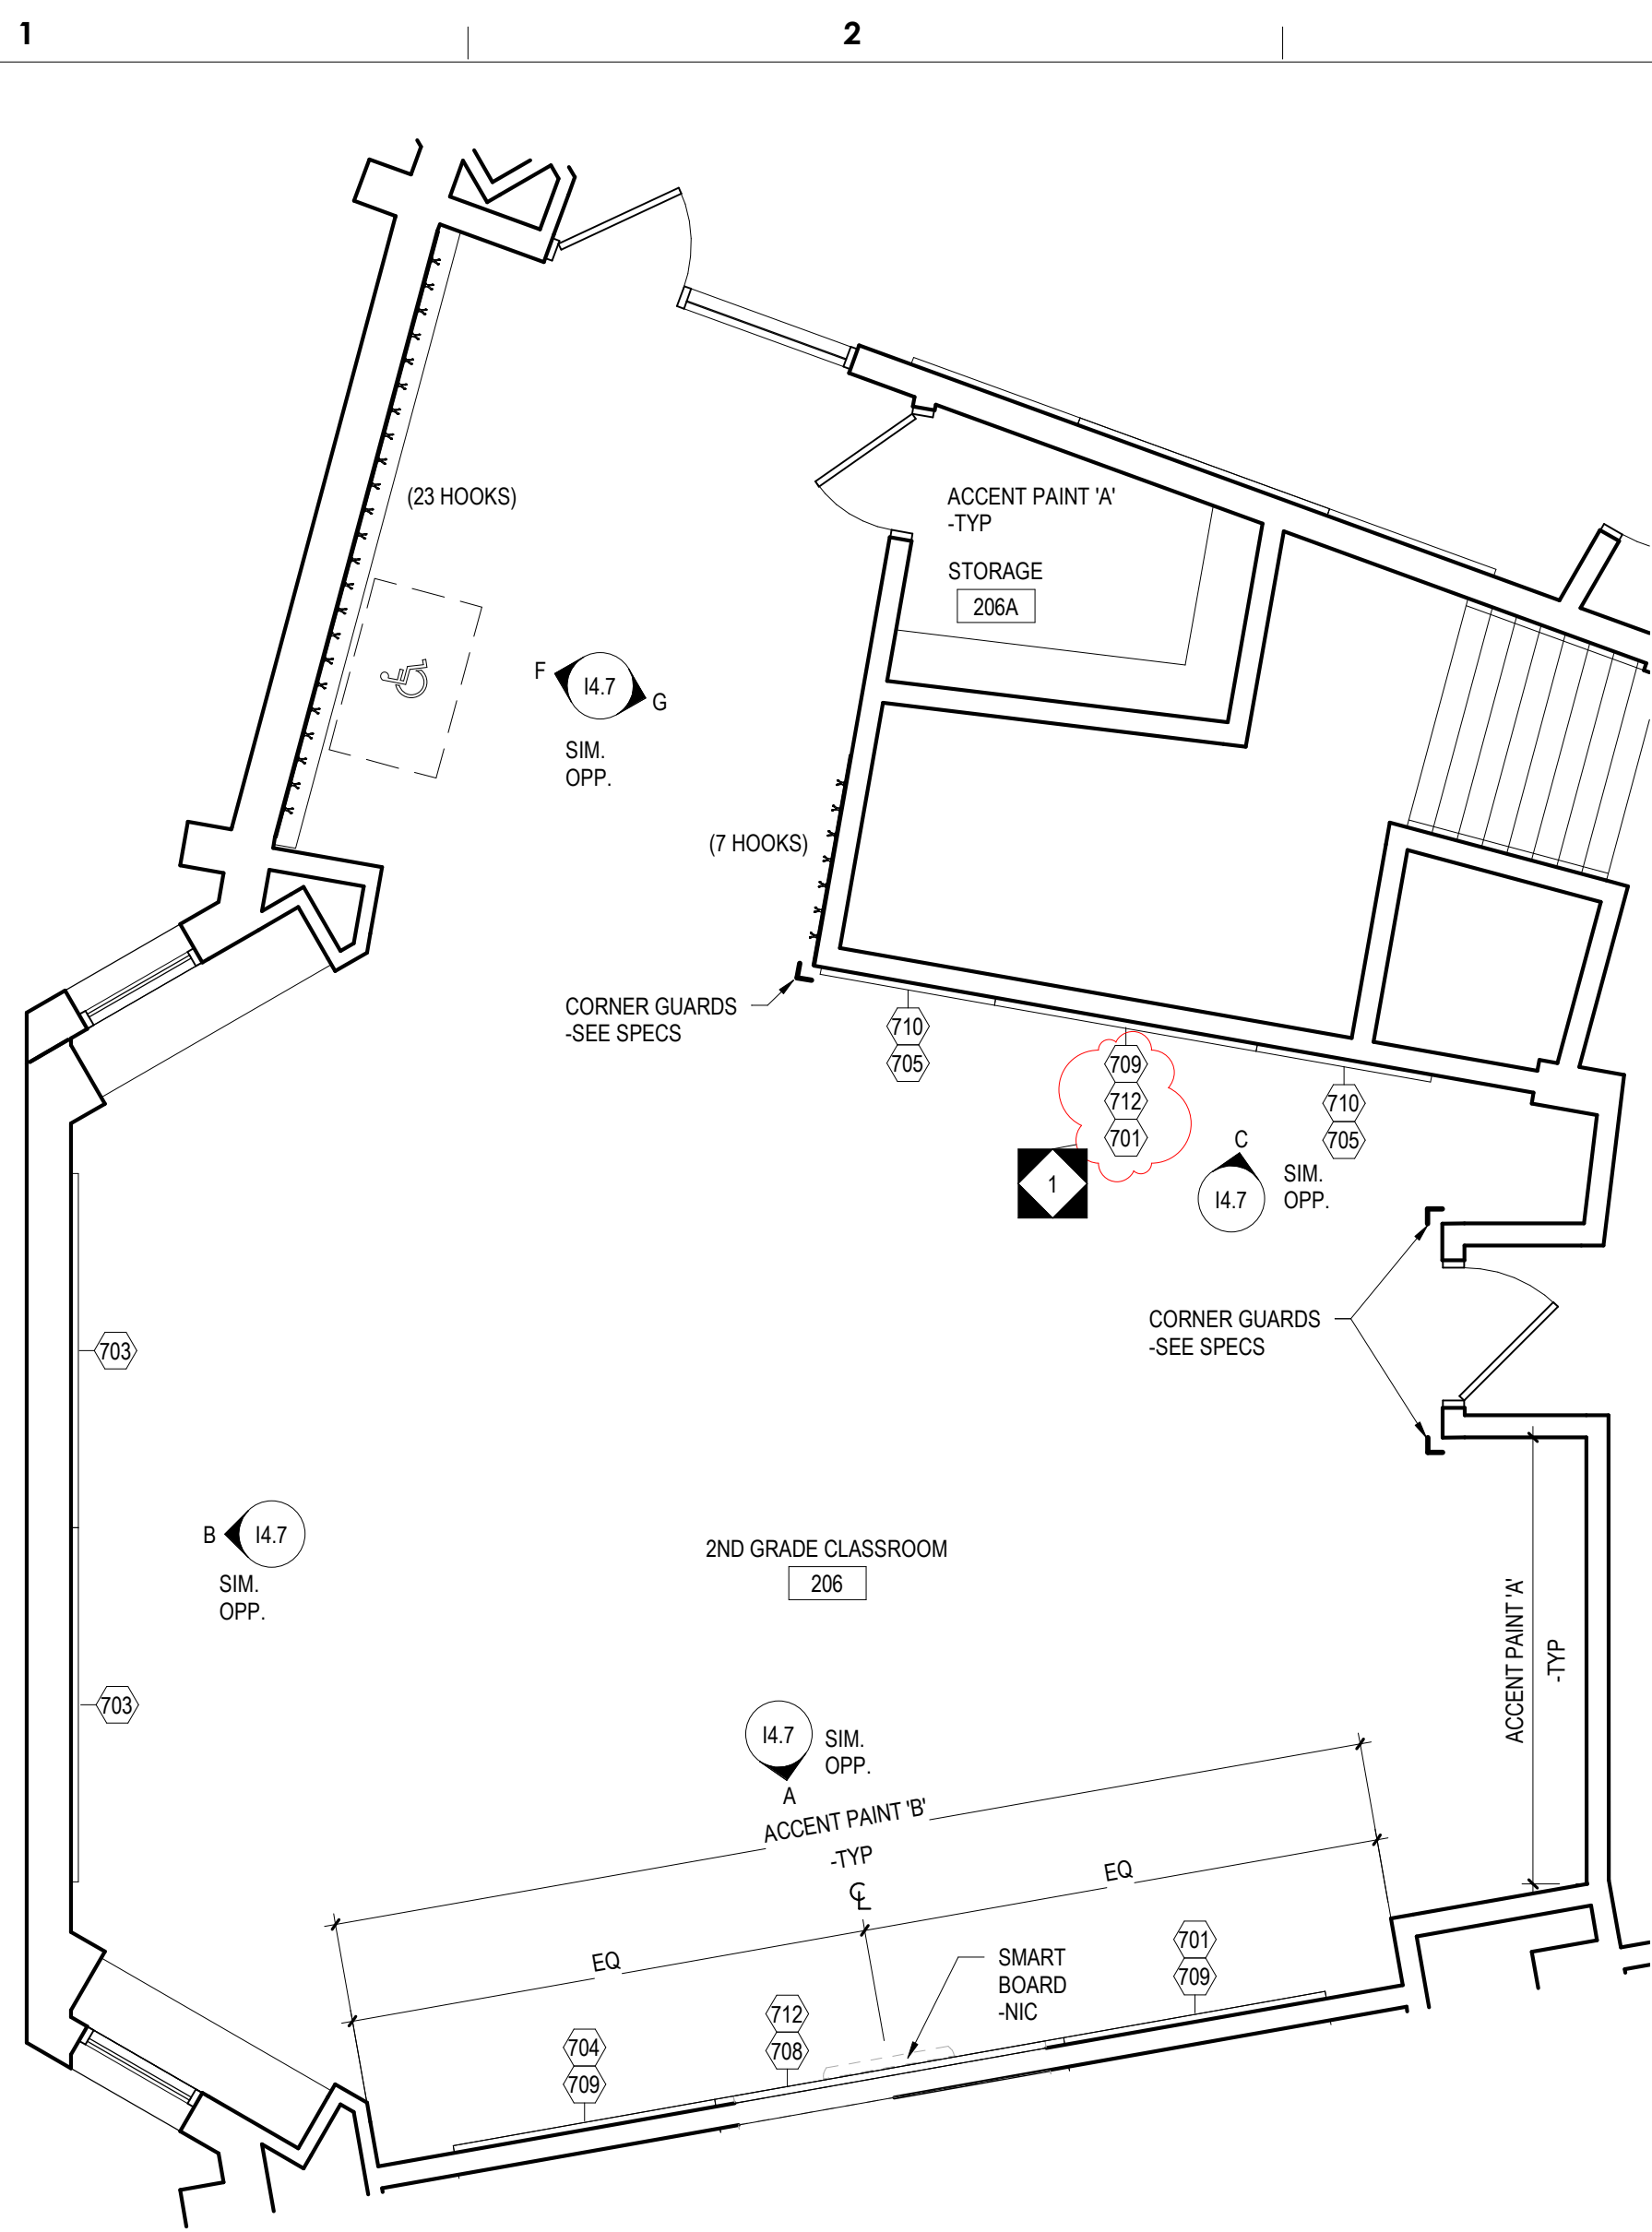 1
2
(23 HOOKS)
ACCENT PAINT 'A'
-TYP
STORAGE
206A
F
I4.7
G
SIM.
OPP.
(7 HOOKS)
CORNER GUARDS
-SEE SPECS
710
705
709
712
701
710
705
1
C
I4.7
SIM.
OPP.
CORNER GUARDS
-SEE SPECS
703
B
I4.7
SIM.
OPP.
2ND GRADE CLASSROOM
206
ACCENT PAINT 'A'
-TYP
703
I4.7
SIM.
OPP.
A
ACCENT PAINT 'B'
-TYP
CL
EQ
EQ
SMART
BOARD
-NIC
701
709
712
708
704
709